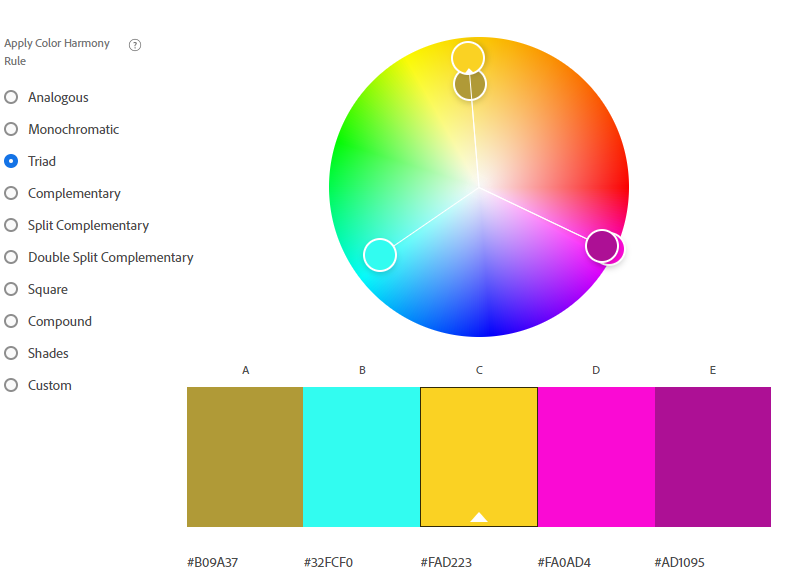 Apply Color Harmony
Rule
?
Analogous
Monochromatic
Triad
Complementary
Split Complementary
Double Split Complementary
Square
Compound
Shades
Custom
A B C D E
#B09A37 #32FCF0 #FAD223 #FA0AD4 #AD1095